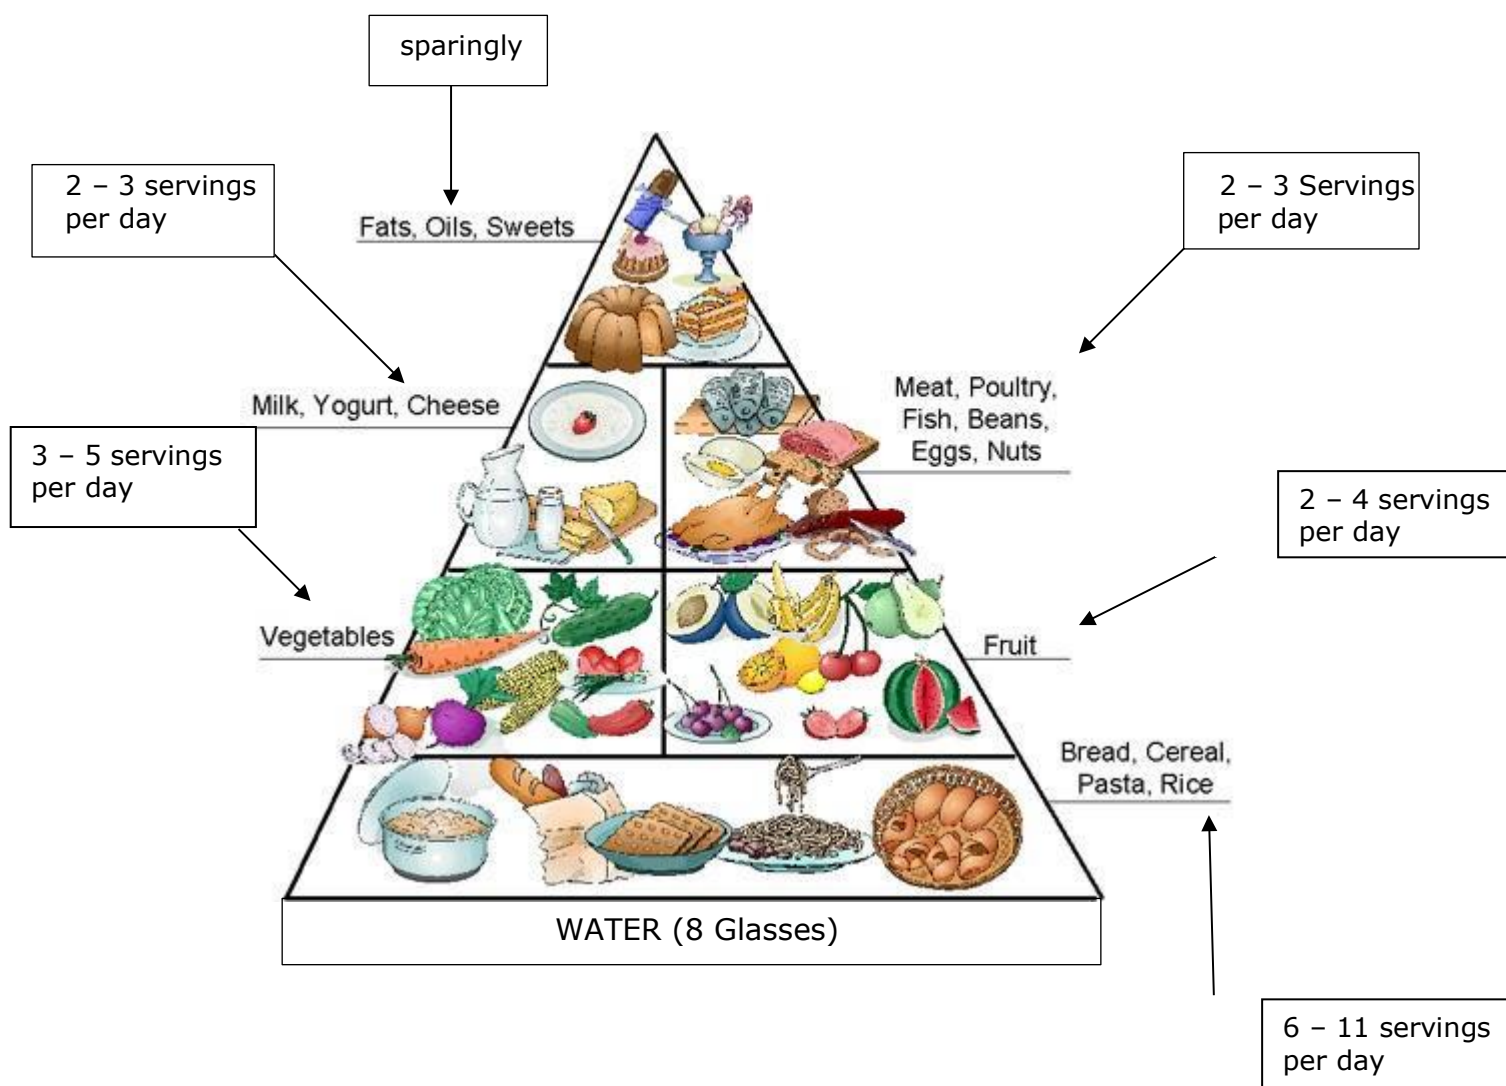 sparingly
2 – 3 servings
per day
2 – 3 Servings
per day
Fats, Oils, Sweets
Milk, Yogurt, Cheese
Meat, Poultry,
Fish, Beans,
Eggs, Nuts
3 – 5 servings
per day
2 – 4 servings
per day
Vegetables
Fruit
Bread, Cereal,
Pasta, Rice
WATER (8 Glasses)
6 – 11 servings
per day